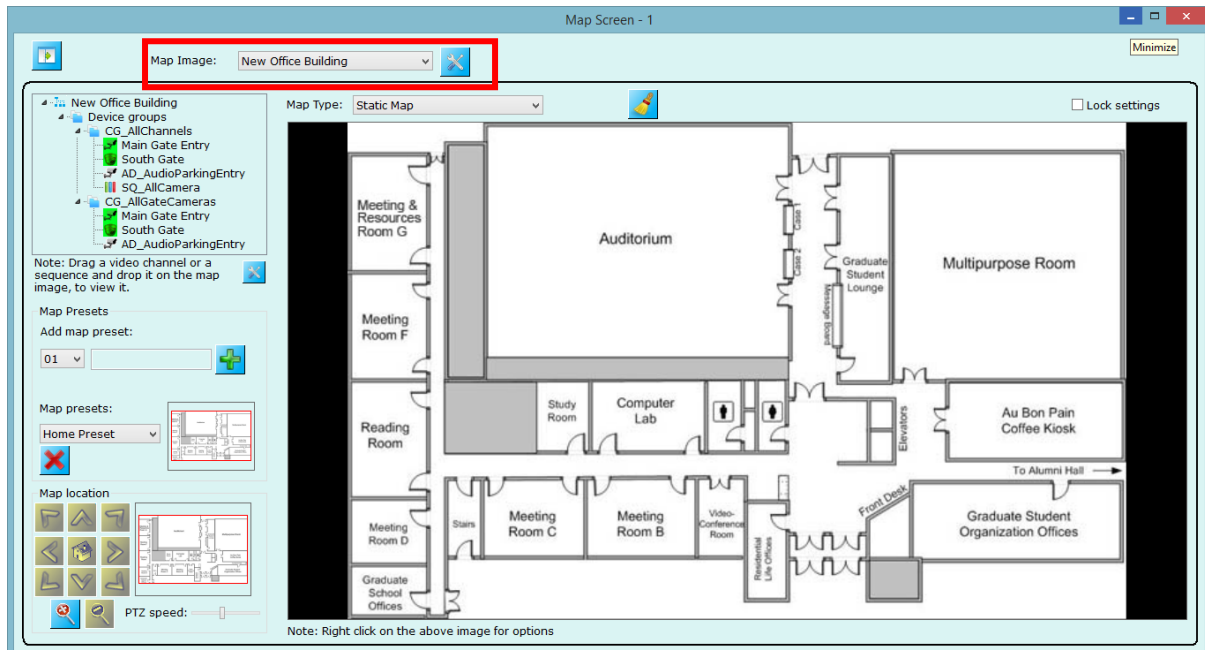 Map Screen - 1
Minimize
Map Image: New Office Building
New Office Building
Device groups
CG_AllChannels
Main Gate Entry
South Gate
AD_AudioParkingEntry
SQ_AllCamera
CG_AllGateCameras
Main Gate Entry
South Gate
AD_AudioParkingEntry
Note: Drag a video channel or a
sequence and drop it on the map
image, to view it.
Map Presets
Add map preset:
01
Map presets:
Home Preset
Map location
PTZ speed:
Map Type: Static Map
Lock settings
Meeting &
Resources
Room G
Auditorium
Case 1
Case 2
Graduate
Student
Lounge
Message Board
Multipurpose Room
Meeting
Room F
Study
Room
Computer
Lab
Reading
Room
Elevators
Au Bon Pain
Coffee Kiosk
To Alumni Hall
Meeting
Room D
Stairs
Meeting
Room C
Meeting
Room B
Video-
Conference
Room
Residential
Life Offices
Front Desk
Graduate Student
Organization Offices
Graduate
School
Offices
Note: Right click on the above image for options